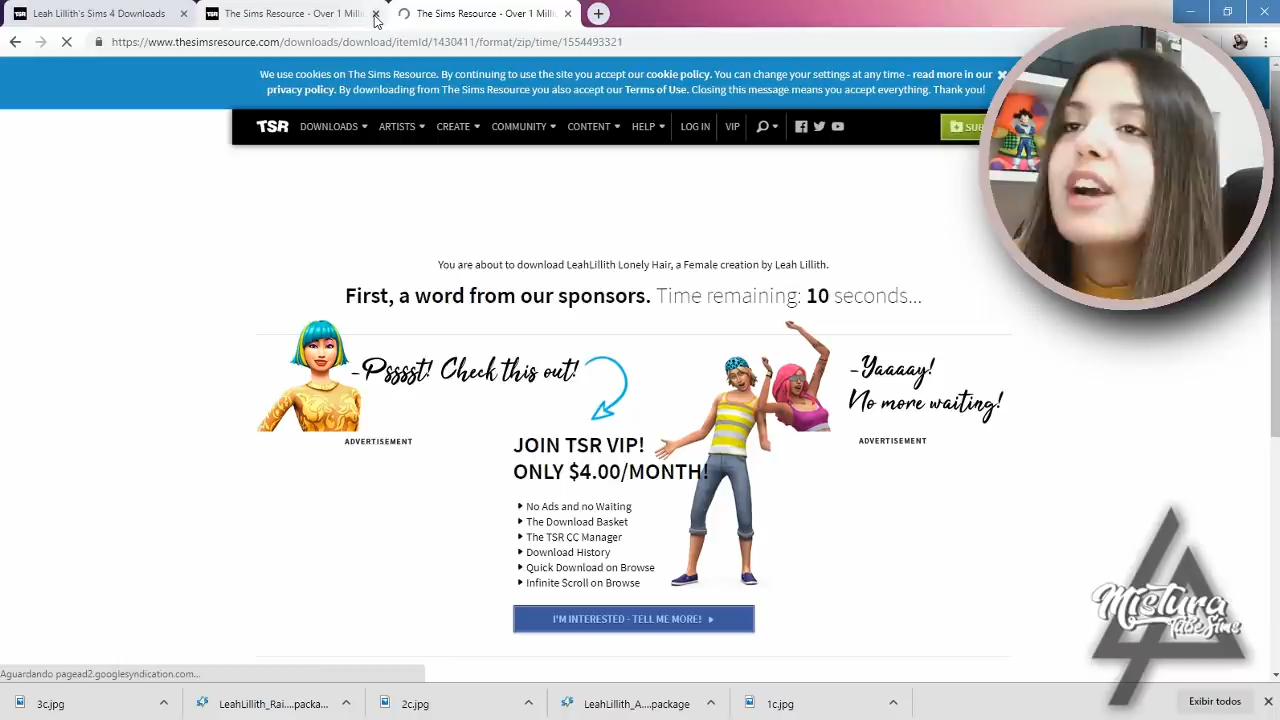 Leah Lillith's Sims 4 Downloads
The Sims Resource - Over 1 Milli
The Sims Resource - Over 1 Milli
https://www.thesimsresource.com/downloads/download/itemId/1430411/format/zip/time/1554493321
We use cookies on The Sims Resource. By continuing to use the site you accept our cookie policy. You can change your settings at any time - read more in our
privacy policy. By downloading from The Sims Resource you also accept our Terms of Use. Closing this message means you accept everything. Thank you!
TSR DOWNLOADS ARTISTS CREATE COMMUNITY CONTENT HELP LOG IN VIP SUB
You are about to download LeahLillith Lonely Hair, a Female creation by Leah Lillith.
First, a word from our sponsors. Time remaining: 10 seconds...
-Psssst! Check this out!
-Yaaaay!
No more waiting!
ADVERTISEMENT
ADVERTISEMENT
JOIN TSR VIP!
ONLY $4.00/MONTH!
No Ads and no Waiting
The Download Basket
The TSR CC Manager
Download History
Quick Download on Browse
Infinite Scroll on Browse
I'M INTERESTED - TELL ME MORE!
Mistura
TabeSims
4
Aguardando pagead2.googlesyndication.com...
3c.jpg
LeahLillith_Rai....packa...
2c.jpg
LeahLillith_A....package
1c.jpg
Exibir todos